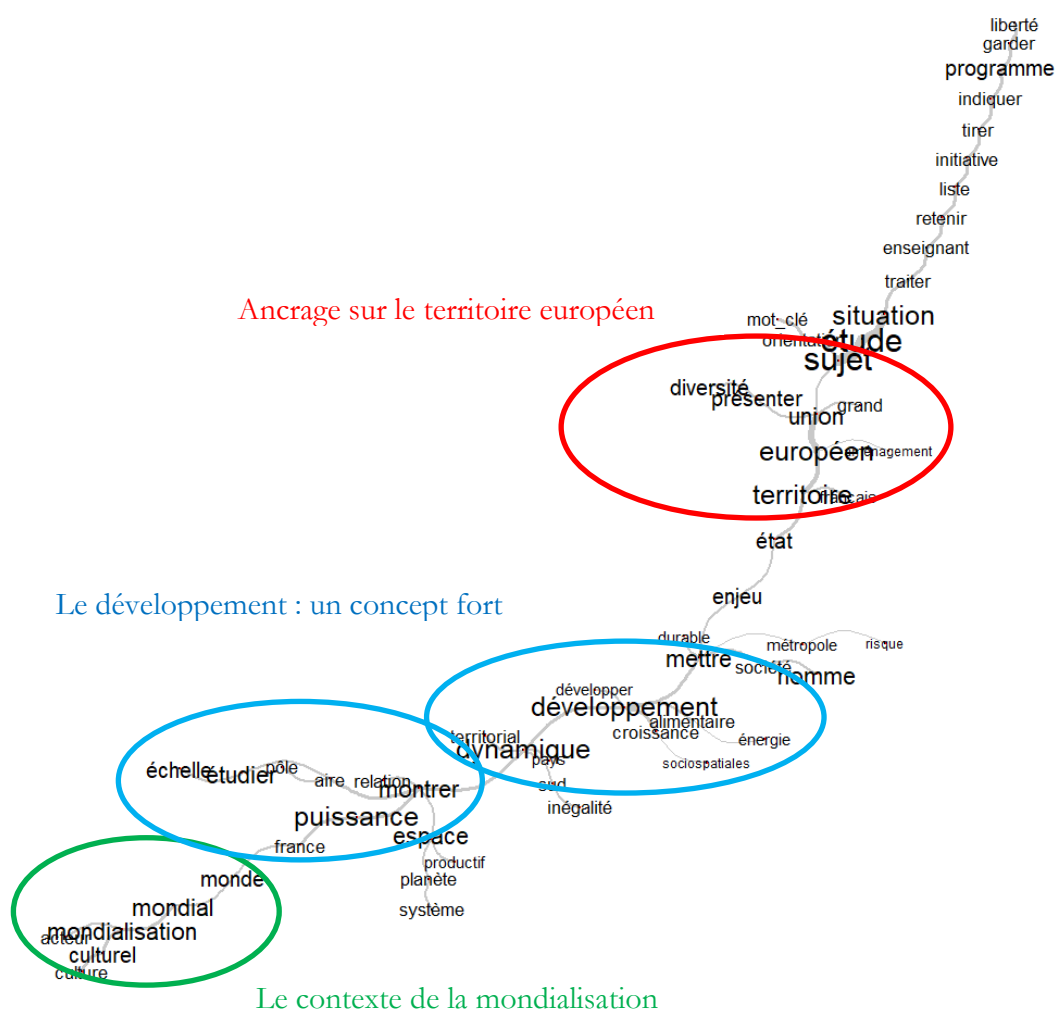 liberté
garder
programme
indiquer
tirer
initiative
liste
retenir
enseignant
traiter
Ancrage sur le territoire européen
mot_clé
situation
orientation
étude
sujet
diversité
présenter
grand
union
européen
aménagement
territoire
français
état
enjeu
Le développement : un concept fort
durable
métropole
risque
mettre
société
homme
développer
développement
alimentaire
croissance
énergie
territorial
dynamique
pays
sociospatiales
échelle
étudier
pôle
aire
relation
montrer
sud
inégalité
puissance
espace
france
productif
planète
monde
système
mondial
mondialisation
acteur
culturel
culture
Le contexte de la mondialisation